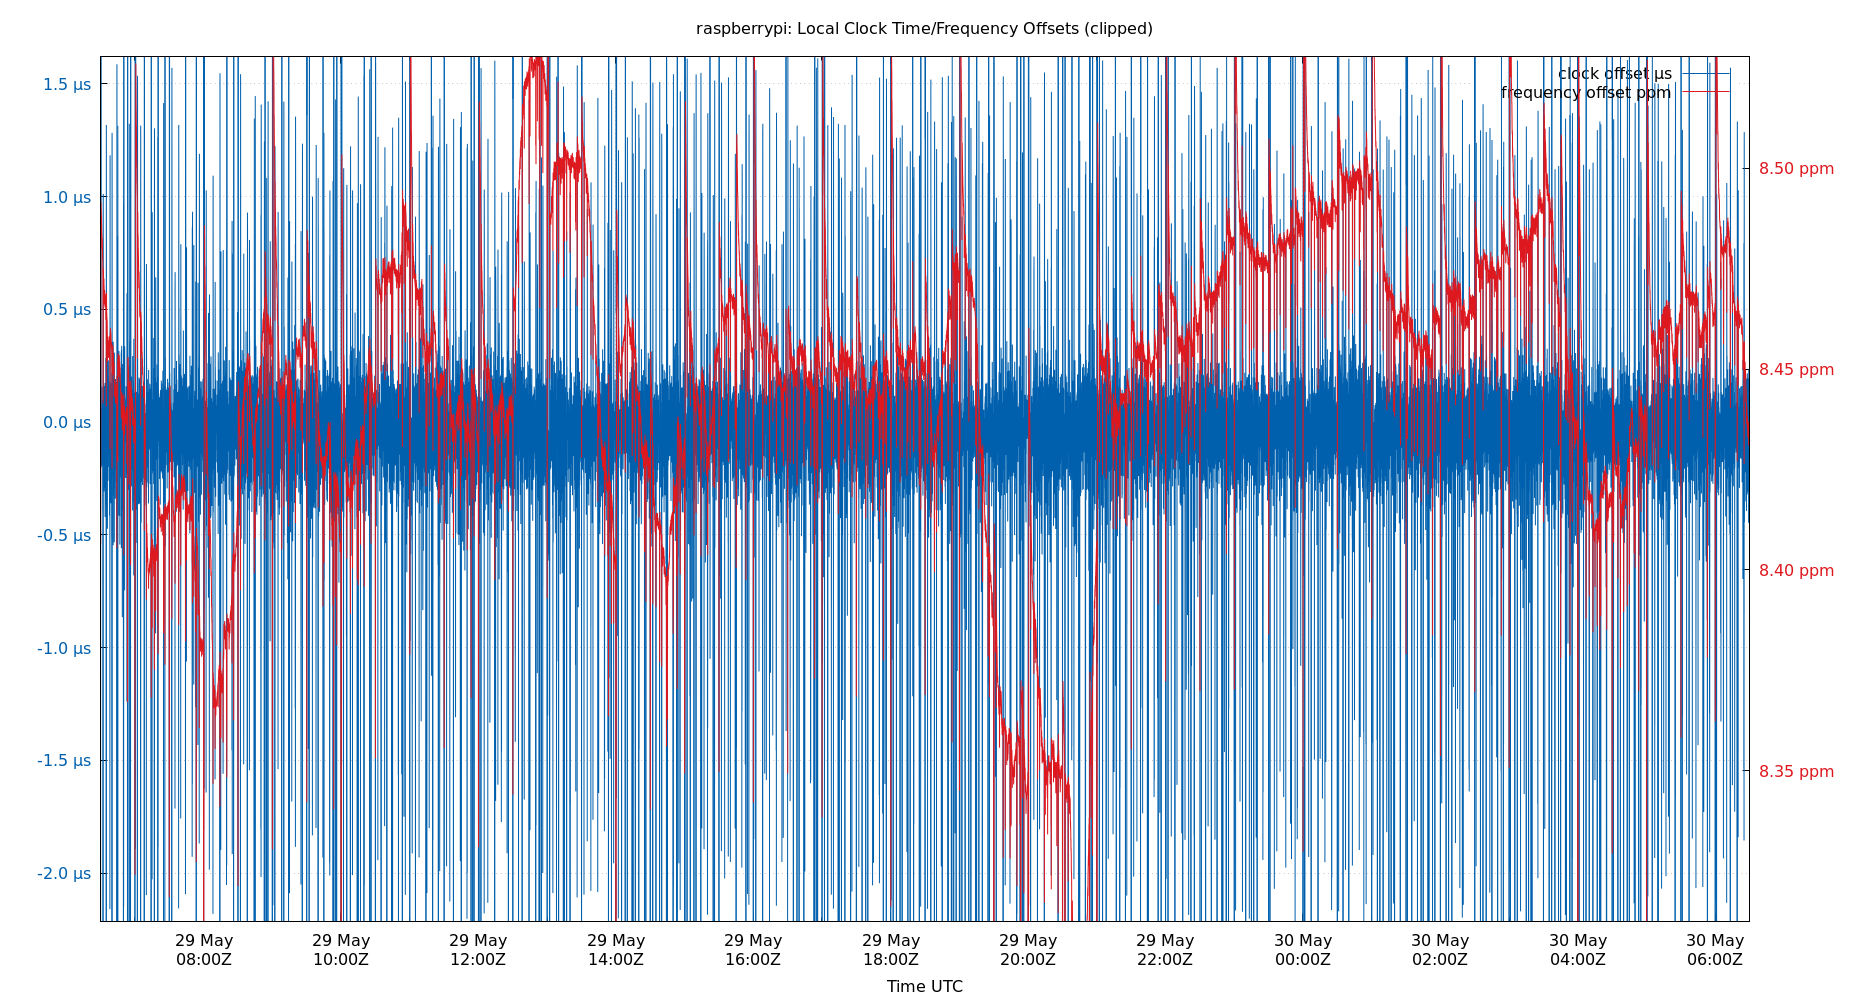 raspberrypi: Local Clock Time/Frequency Offsets (clipped)
clock offset µs
frequency offset ppm
1.5 µs
1.0 µs
0.5 µs
0.0 µs
-0.5 µs
-1.0 µs
-1.5 µs
-2.0 µs
8.50 ppm
8.45 ppm
8.40 ppm
8.35 ppm
29 May 29 May 29 May 29 May 29 May 29 May 29 May 29 May 30 May 30 May 30 May 30 May
08:00Z 10:00Z 12:00Z 14:00Z 16:00Z 18:00Z 20:00Z 22:00Z 00:00Z 02:00Z 04:00Z 06:00Z
Time UTC